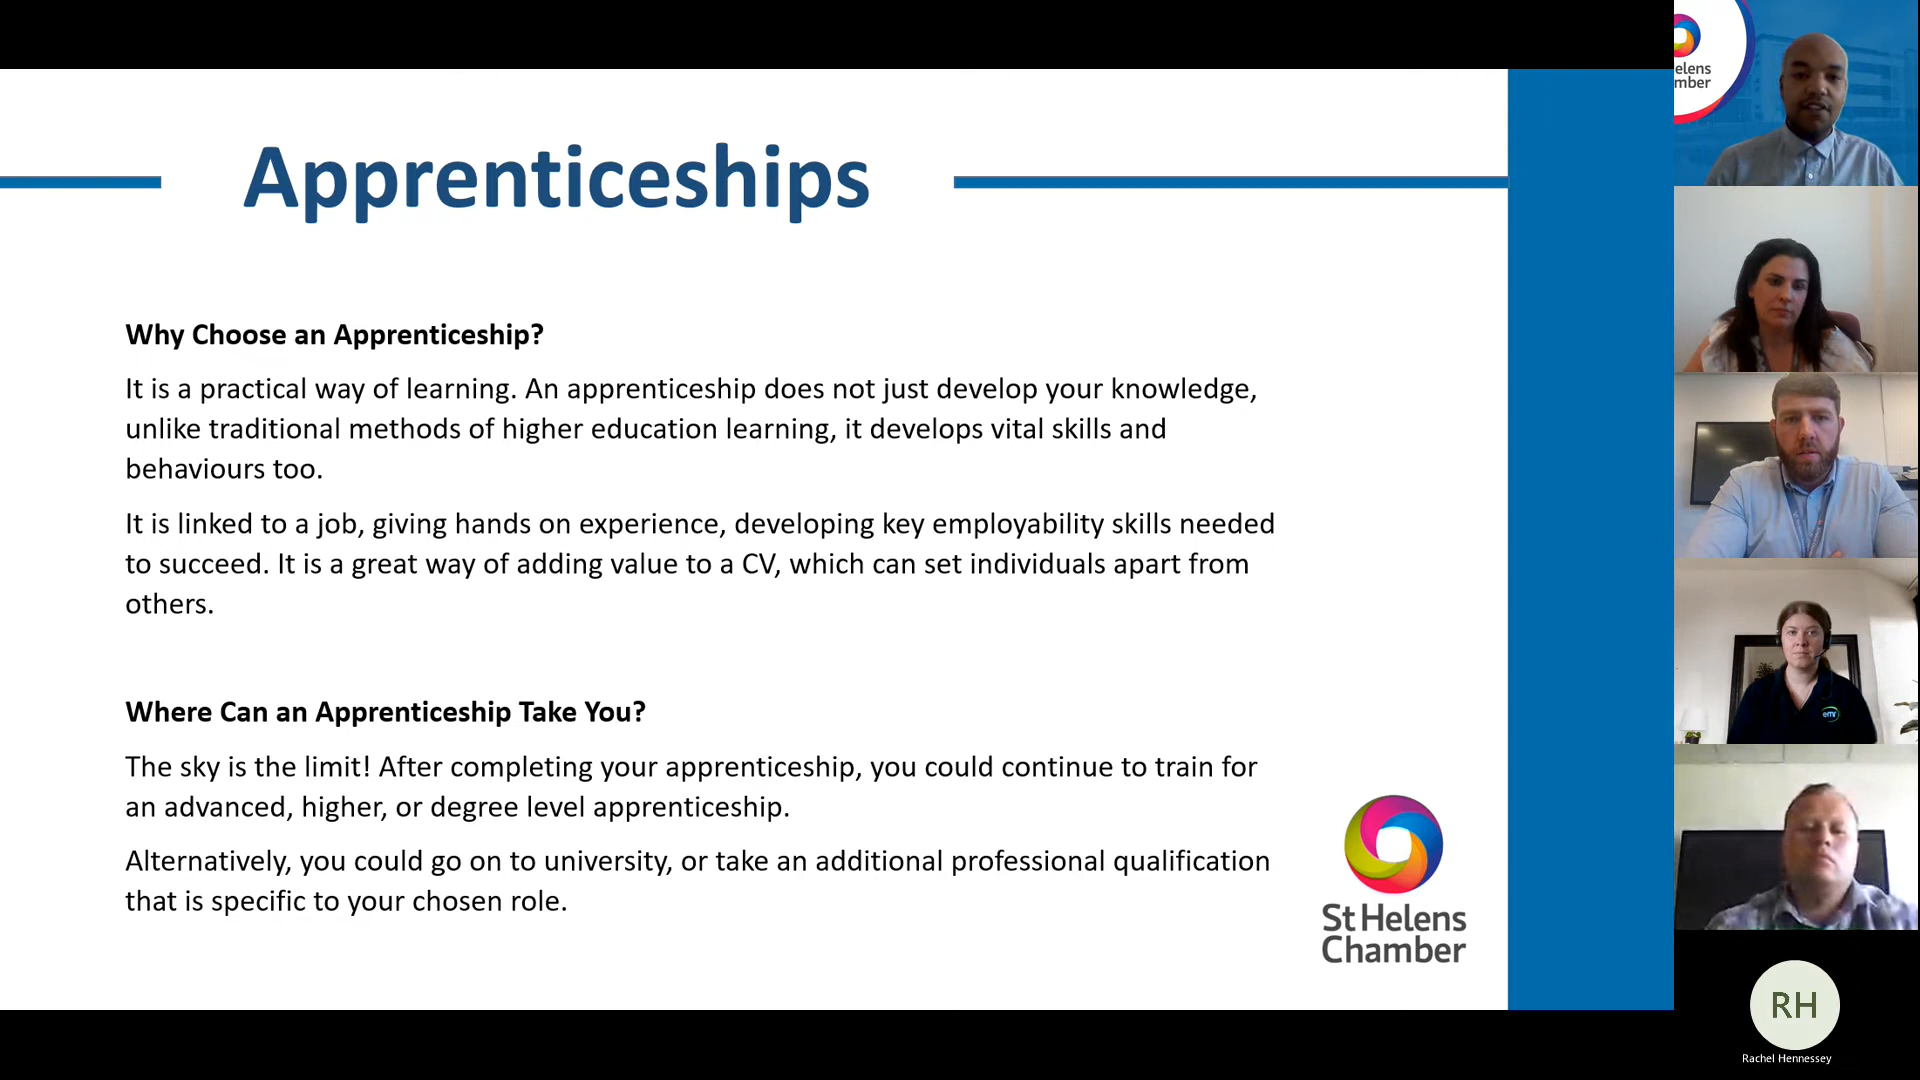 Apprenticeships
Why Choose an Apprenticeship?
It is a practical way of learning. An apprenticeship does not just develop your knowledge,
unlike traditional methods of higher education learning, it develops vital skills and
behaviours too.
It is linked to a job, giving hands on experience, developing key employability skills needed
to succeed. It is a great way of adding value to a CV, which can set individuals apart from
others.
Where Can an Apprenticeship Take You?
The sky is the limit! After completing your apprenticeship, you could continue to train for
an advanced, higher, or degree level apprenticeship.
Alternatively, you could go on to university, or take an additional professional qualification
that is specific to your chosen role.
St Helens
Chamber
elens
mber
emr
RH
Rachel Hennessey